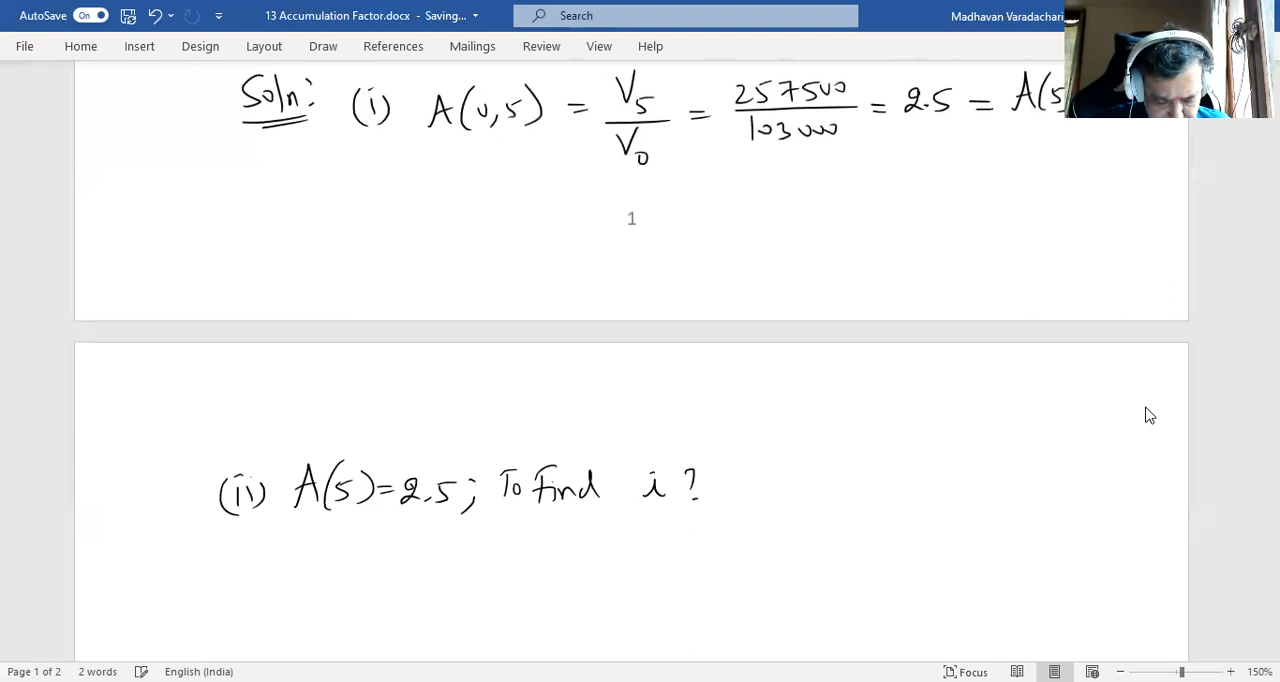 AutoSave On 13 Accumulation Factor.docx - Saving... Search Madhavan Varadachari
File Home Insert Design Layout Draw References Mailings Review View Help
Soln: (i) A(0,5) = V5/V0 = 257500/103000 = 2.5 = A(5
1
(ii) A(5)=2.5; To Find i?
Page 1 of 2 2 words English (India) Focus 150%